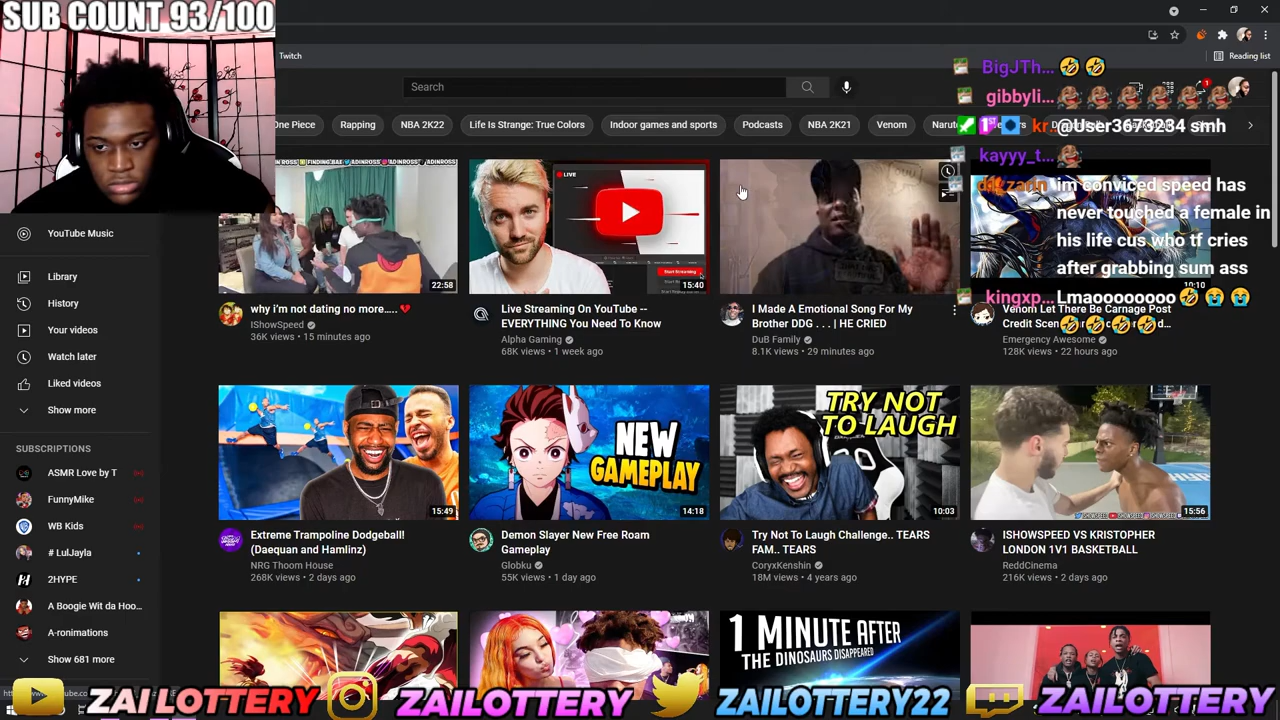 SUB COUNT 93/100
Twitch
Reading list
Search
One Piece
Rapping
NBA 2K22
Life Is Strange: True Colors
Indoor games and sports
Podcasts
NBA 2K21
Venom
BigJTh...
gibbyli...
@User3673234 smh
kayyy_t...
im conviced speed has
never touched a female in
his life cus who tf cries
after grabbing sum ass
kingxp... Lmaooooooo
YouTube Music
Library
History
Your videos
Watch later
Liked videos
Show more
SUBSCRIPTIONS
ASMR Love by T
FunnyMike
WB Kids
# LulJayla
2HYPE
A Boogie Wit da Hoo...
A-ronimations
Show 681 more
22:58
why i'm not dating no more.....
IShowSpeed
36K views • 15 minutes ago
LIVE
Start Streaming
15:40
Live Streaming On YouTube --
EVERYTHING You Need To Know
Alpha Gaming
68K views • 1 week ago
I Made A Emotional Song For My
Brother DDG . . . | HE CRIED
DuB Family
8.1K views • 29 minutes ago
10:10
Venom Let There Be Carnage Post
Emergency Awesome
128K views • 22 hours ago
15:49
Extreme Trampoline Dodgeball!
(Daequan and Hamlinz)
NRG Thoom House
268K views • 2 days ago
NEW
GAMEPLAY
14:18
Demon Slayer New Free Roam
Gameplay
Globku
55K views • 1 day ago
TRY NOT
TO LAUGH
10:03
Try Not To Laugh Challenge.. TEARS
FAM.. TEARS
CoryxKenshin
18M views • 4 years ago
15:56
ISHOWSPEED VS KRISTOPHER
LONDON 1V1 BASKETBALL
ReddCinema
216K views • 2 days ago
1 MINUTE AFTER
THE DINOSAURS DISAPPEARED
ZAI LOTTERY
ZAILOTTERY
ZAILOTTERY22
ZAILOTTERY